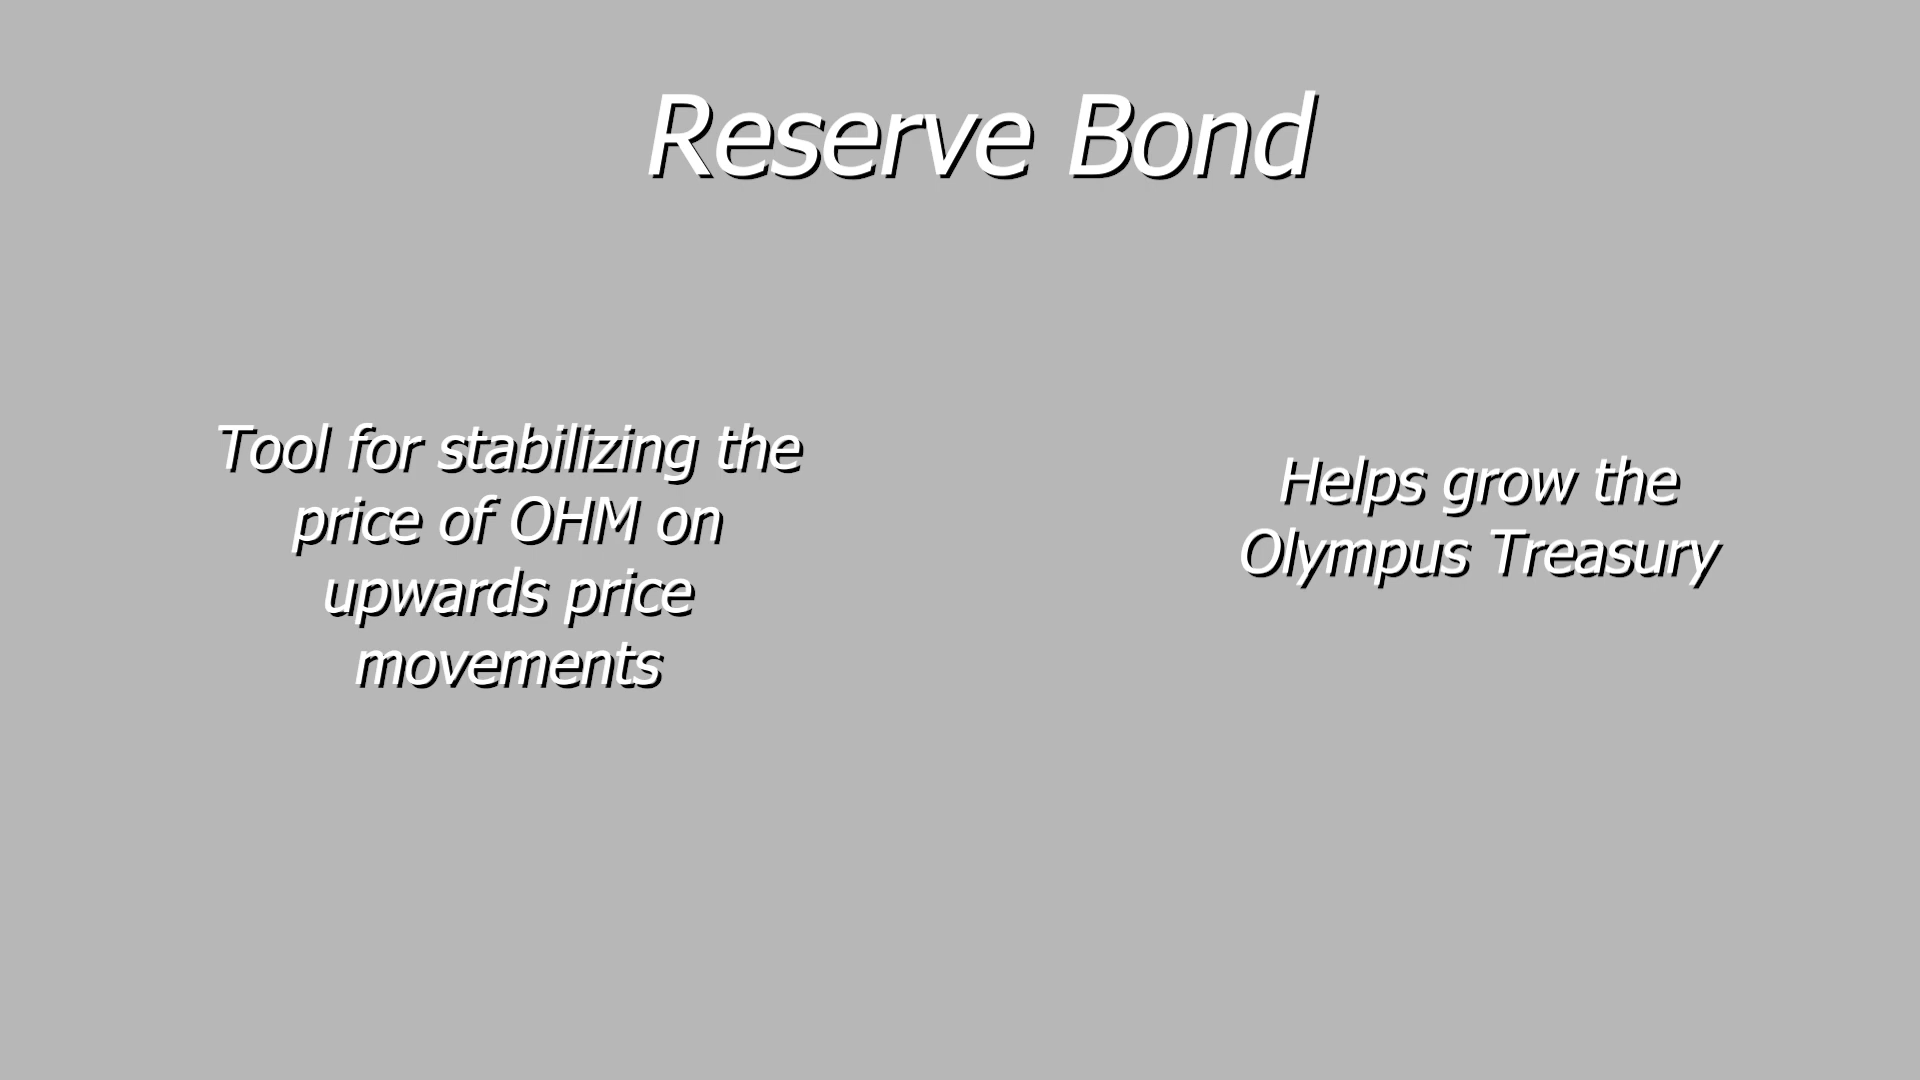 Reserve Bond
Tool for stabilizing the
price of OHM on
upwards price
movements
Helps grow the
Olympus Treasury